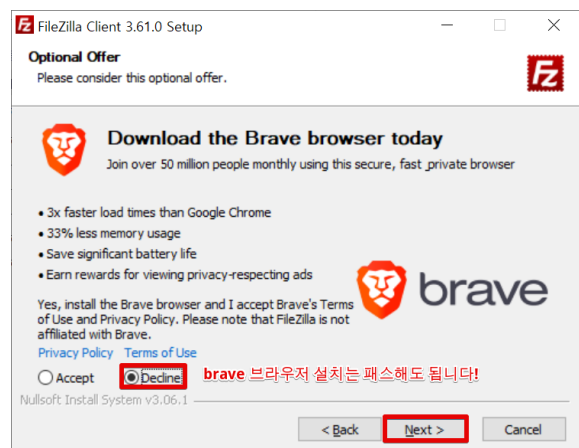 FileZilla Client 3.61.0 Setup
Optional Offer
Please consider this optional offer.
Fz
Download the Brave browser today
Join over 50 million people monthly using this secure, fast private browser
• 3x faster load times than Google Chrome
• 33% less memory usage
• Save significant battery life
• Earn rewards for viewing privacy-respecting ads
brave
Yes, install the Brave browser and I accept Brave's Terms
of Use and Privacy Policy. Please note that FileZilla is not
affiliated with Brave.
Privacy Policy Terms of Use
Accept Decline brave 브라우저 설치는 패스해도 됩니다!
Nullsoft Install System v3.06.1
< Back Next > Cancel